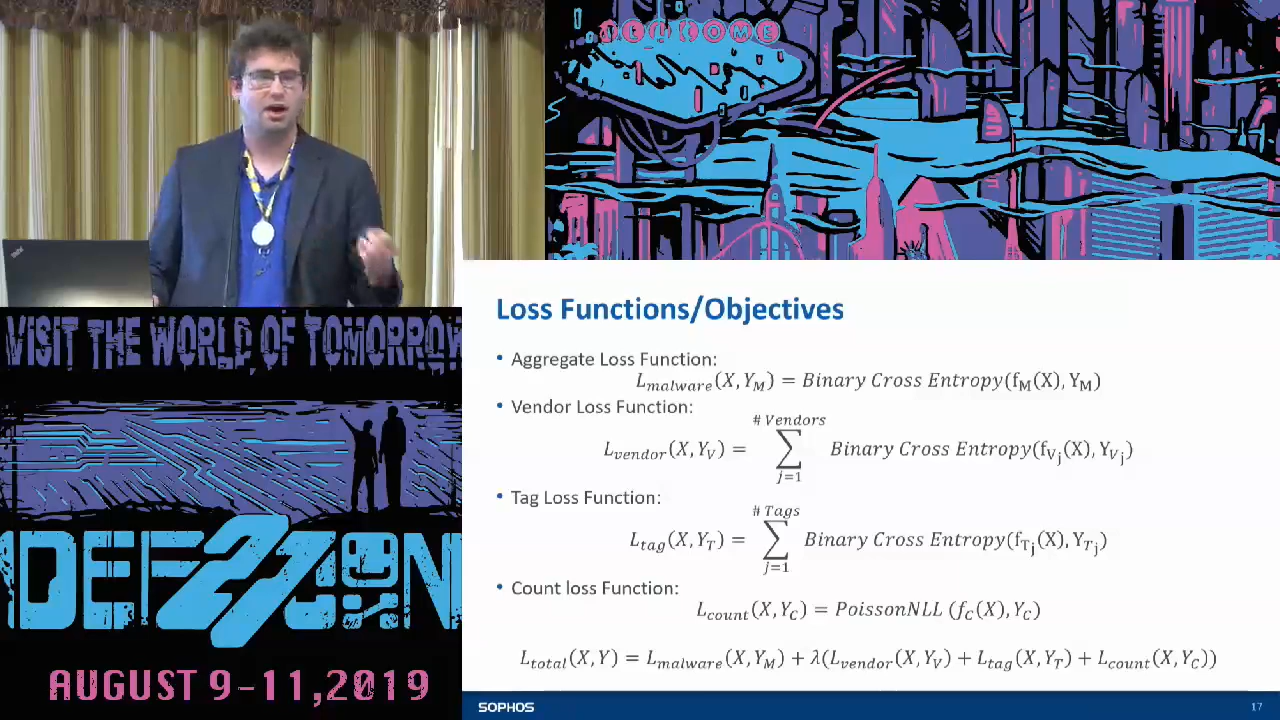 WELCOME
VISIT THE WORLD OF TOMORROW
DEF CON
27
AUGUST 9-11,2019
Loss Functions/Objectives
• Aggregate Loss Function:
L_malware(X,Y_M) = Binary Cross Entropy(f_M(X),Y_M)
• Vendor Loss Function:
# Vendors
L_vendor(X,Y_V) = ∑ Binary Cross Entropy(f_Vj(X),Y_Vj)
j=1
• Tag Loss Function:
# Tags
L_tag(X,Y_T) = ∑ Binary Cross Entropy(f_Tj(X),Y_Tj)
j=1
• Count loss Function:
L_count(X,Y_C) = PoissonNLL (f_C(X),Y_C)
L_total(X,Y) = L_malware(X,Y_M) + λ(L_vendor(X,Y_V) + L_tag(X,Y_T) + L_count(X,Y_C))
SOPHOS
17